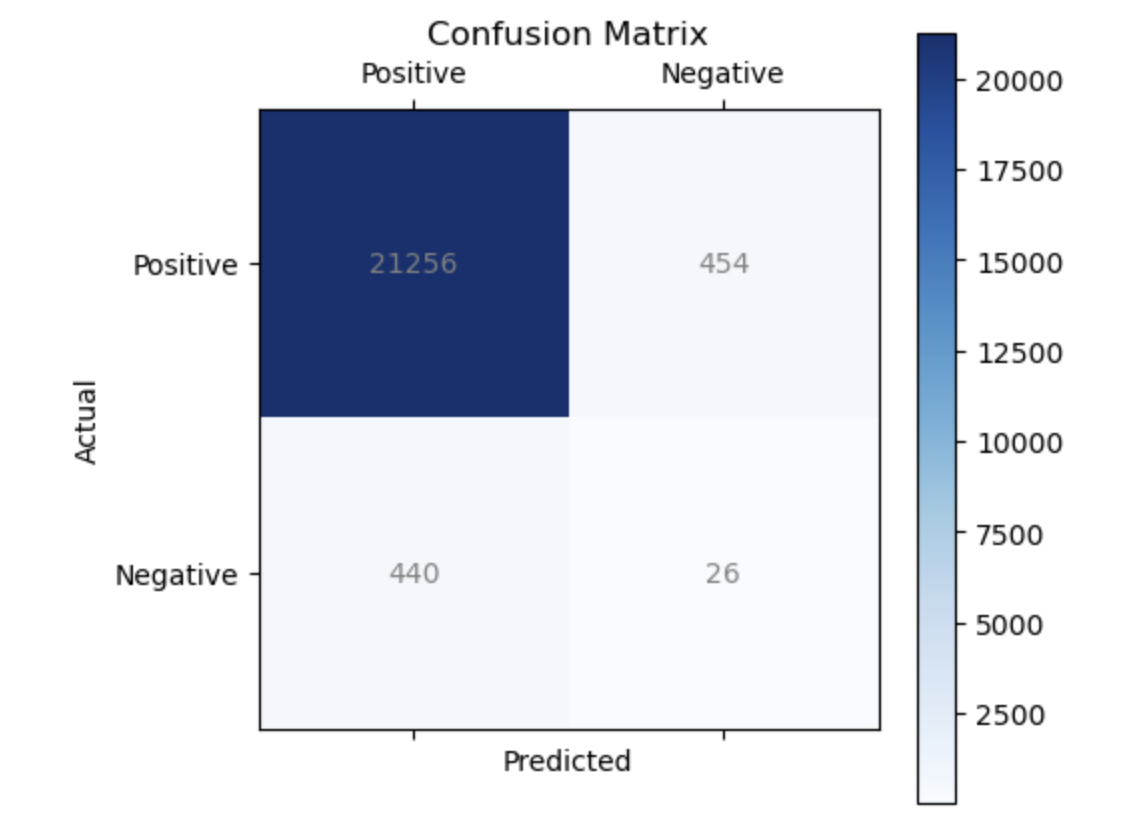 Confusion Matrix
Positive Negative
20000
17500
Positive 21256 454
15000
12500
Actual
10000
7500
Negative 440 26
5000
2500
Predicted